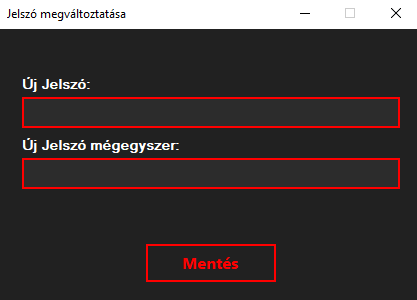 Jelszó megváltoztatása
Új Jelszó:
Új Jelszó mégegyszer:
Mentés